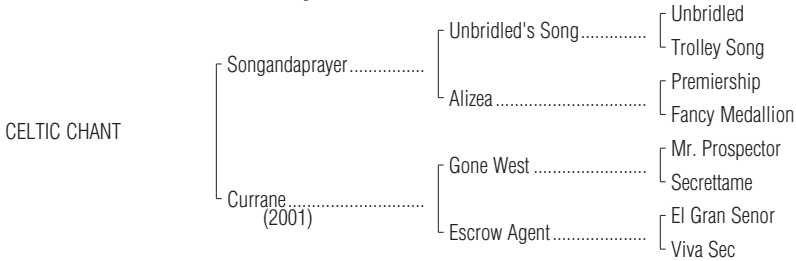 Unbridled
Unbridled's Song..............
Trolley Song
Songandaprayer................
Premiership
Alizea ................................
Fancy Medallion
CELTIC CHANT
Mr. Prospector
Gone West ........................
Secrettame
Currane.............................
(2001)
El Gran Senor
Escrow Agent....................
Viva Sec